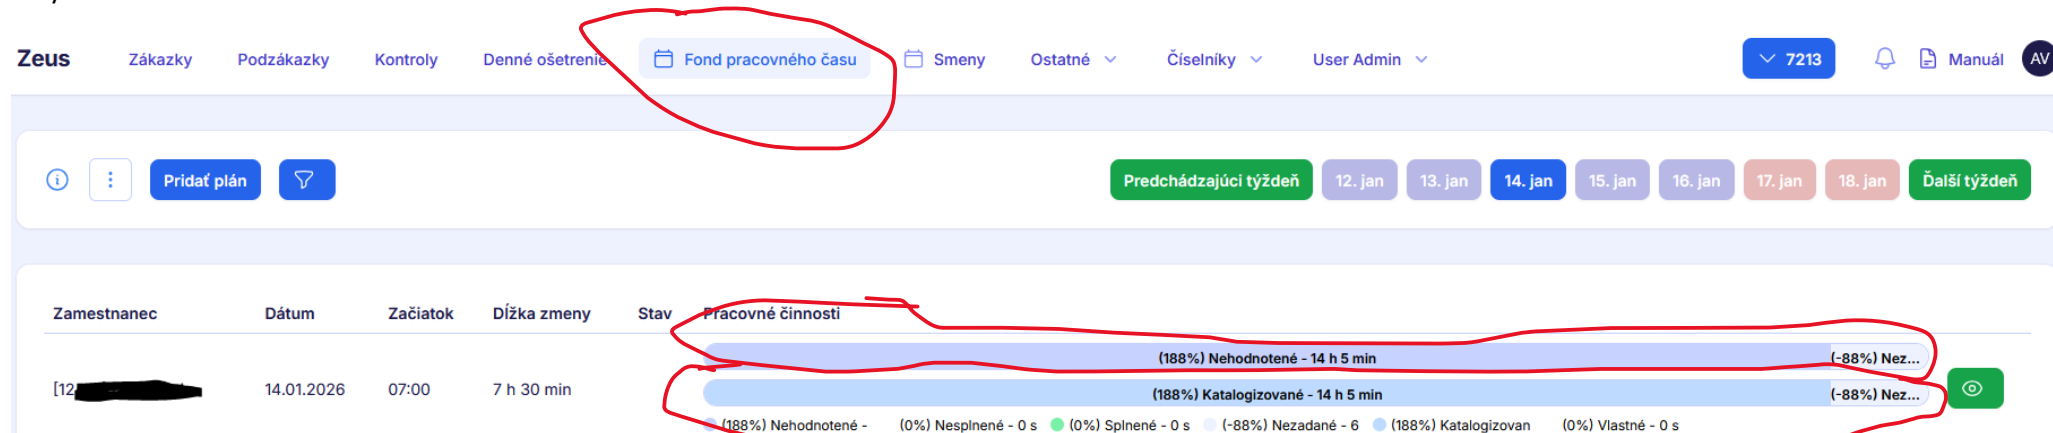 Zeus Zákazky Podzákazky Kontroly Denné ošetrenie Fond pracovného času Smeny Ostatné Číselníky User Admin 7213 Manuál AV
Pridať plán Predchádzajúci týždeň 12. jan 13. jan 14. jan 15. jan 16. jan 17. jan 18. jan Ďalší týždeň
Zamestnanec Dátum Začiatok Dĺžka zmeny Stav Pracovné činnosti
(188%) Nehodnotené - 14 h 5 min (-88%) Nez...
[12 14.01.2026 07:00 7 h 30 min
(188%) Katalogizované - 14 h 5 min (-88%) Nez...
(188%) Nehodnotené - (0%) Nesplnené - 0 s (0%) Splnené - 0 s (-88%) Nezadané - 6 (188%) Katalogizovan (0%) Vlastné - 0 s